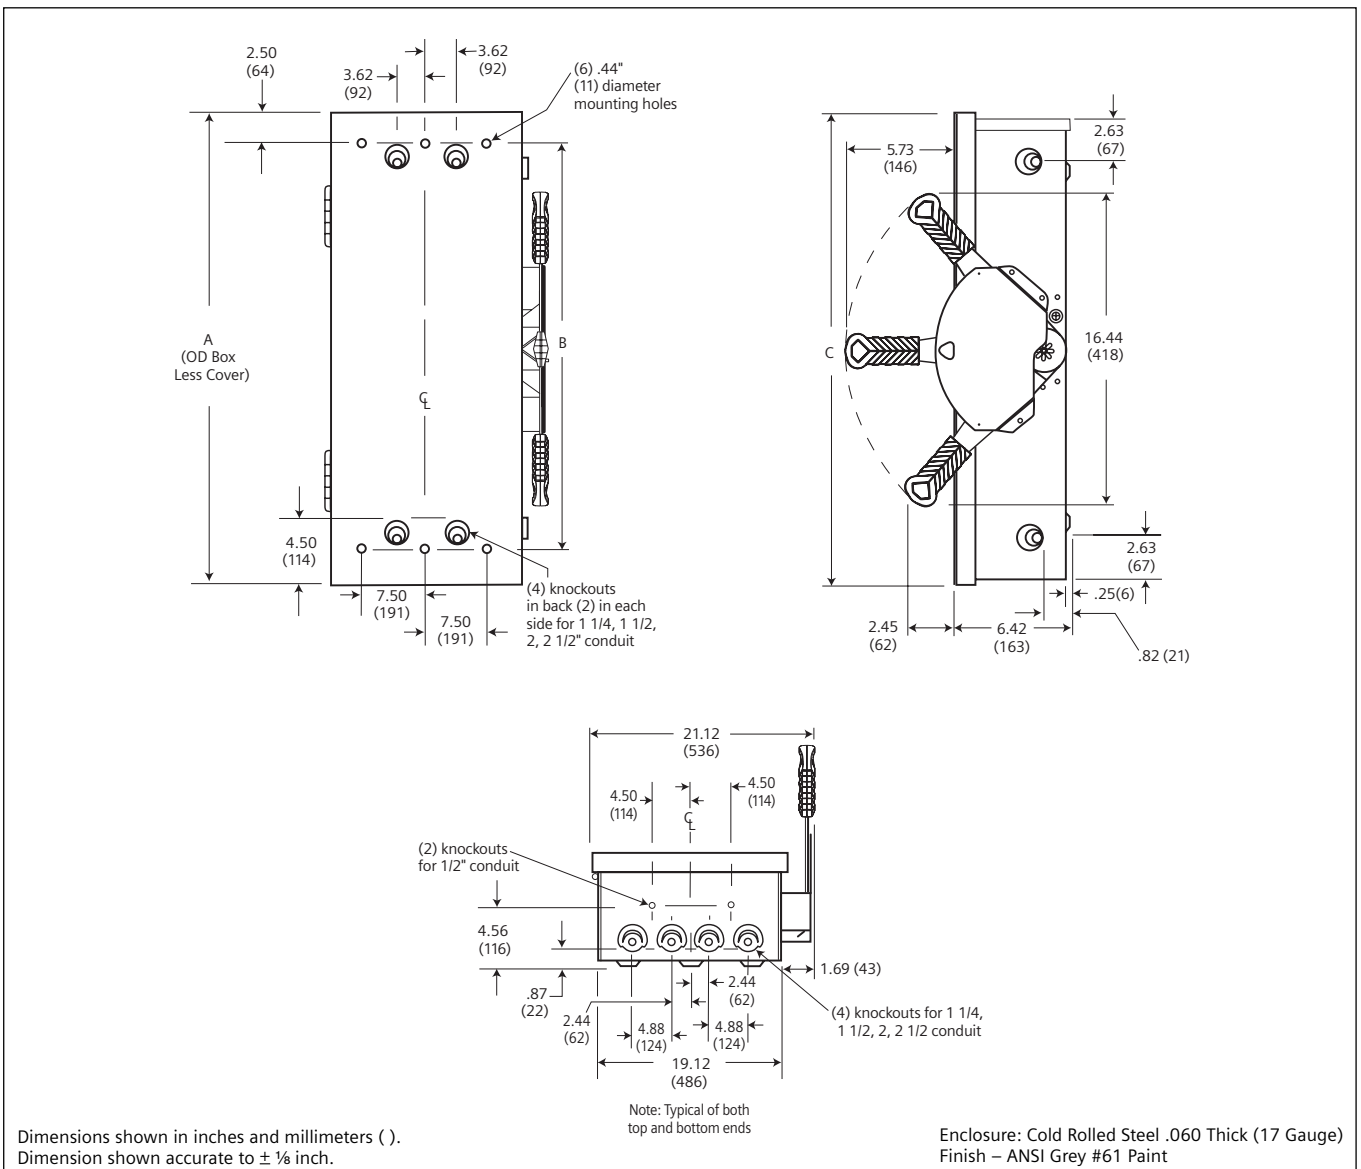 2.50
(64)
3.62
(92)
3.62
(92)
(6) .44"
(11) diameter
mounting holes
A
(OD Box
Less Cover)
B
C
L
4.50
(114)
7.50
(191)
7.50
(191)
(4) knockouts
in back (2) in each
side for 1 1/4, 1 1/2,
2, 2 1/2" conduit
5.73
(146)
2.63
(67)
C
16.44
(418)
2.63
(67)
.25(6)
2.45
(62)
6.42
(163)
.82 (21)
21.12
(536)
4.50
(114)
4.50
(114)
C
L
(2) knockouts
for 1/2" conduit
4.56
(116)
.87
(22)
2.44
(62)
2.44
(62)
4.88
(124)
4.88
(124)
1.69 (43)
(4) knockouts for 1 1/4,
1 1/2, 2, 2 1/2 conduit
19.12
(486)
Note: Typical of both
top and bottom ends
Dimensions shown in inches and millimeters ( ).
Dimension shown accurate to ± ⅛ inch.
Enclosure: Cold Rolled Steel .060 Thick (17 Gauge)
Finish – ANSI Grey #61 Paint